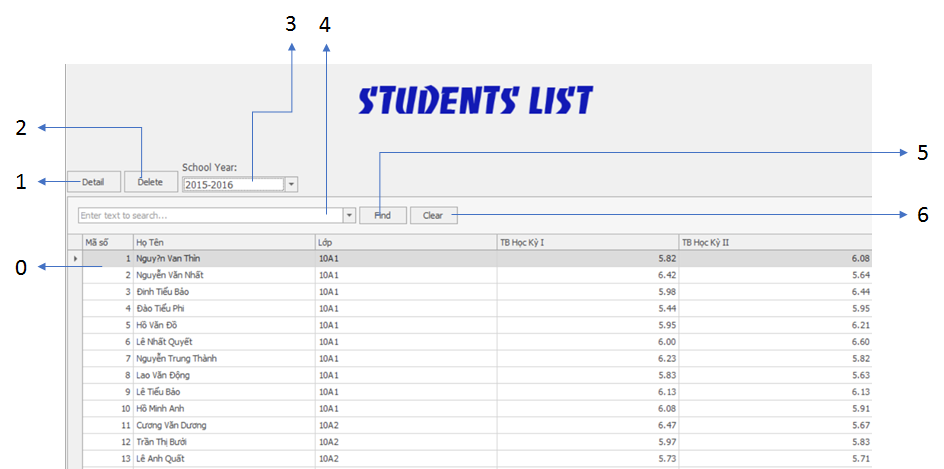 3 4
STUDENTS LIST
2
5
School Year:
1
Detail Delete 2015-2016
6
Enter text to search... Find Clear
Mã số Họ Tên Lớp TB Học Kỳ I TB Học Kỳ II
0
1 Nguy?n Van Thìn 10A1 5.82 6.08
2 Nguyễn Văn Nhất 10A1 6.42 5.64
3 Đinh Tiểu Bảo 10A1 5.98 6.44
4 Đào Tiểu Phi 10A1 5.44 5.95
5 Hồ Văn Đồ 10A1 5.95 6.21
6 Lê Nhất Quyết 10A1 6.00 6.60
7 Nguyễn Trung Thành 10A1 6.23 5.82
8 Lao Văn Động 10A1 5.83 5.63
9 Lê Tiểu Bảo 10A1 6.13 6.13
10 Hồ Minh Anh 10A1 6.08 5.91
11 Cương Văn Dương 10A2 6.47 5.67
12 Trần Thị Bưởi 10A2 5.97 5.83
13 Lê Anh Quất 10A2 5.73 5.71